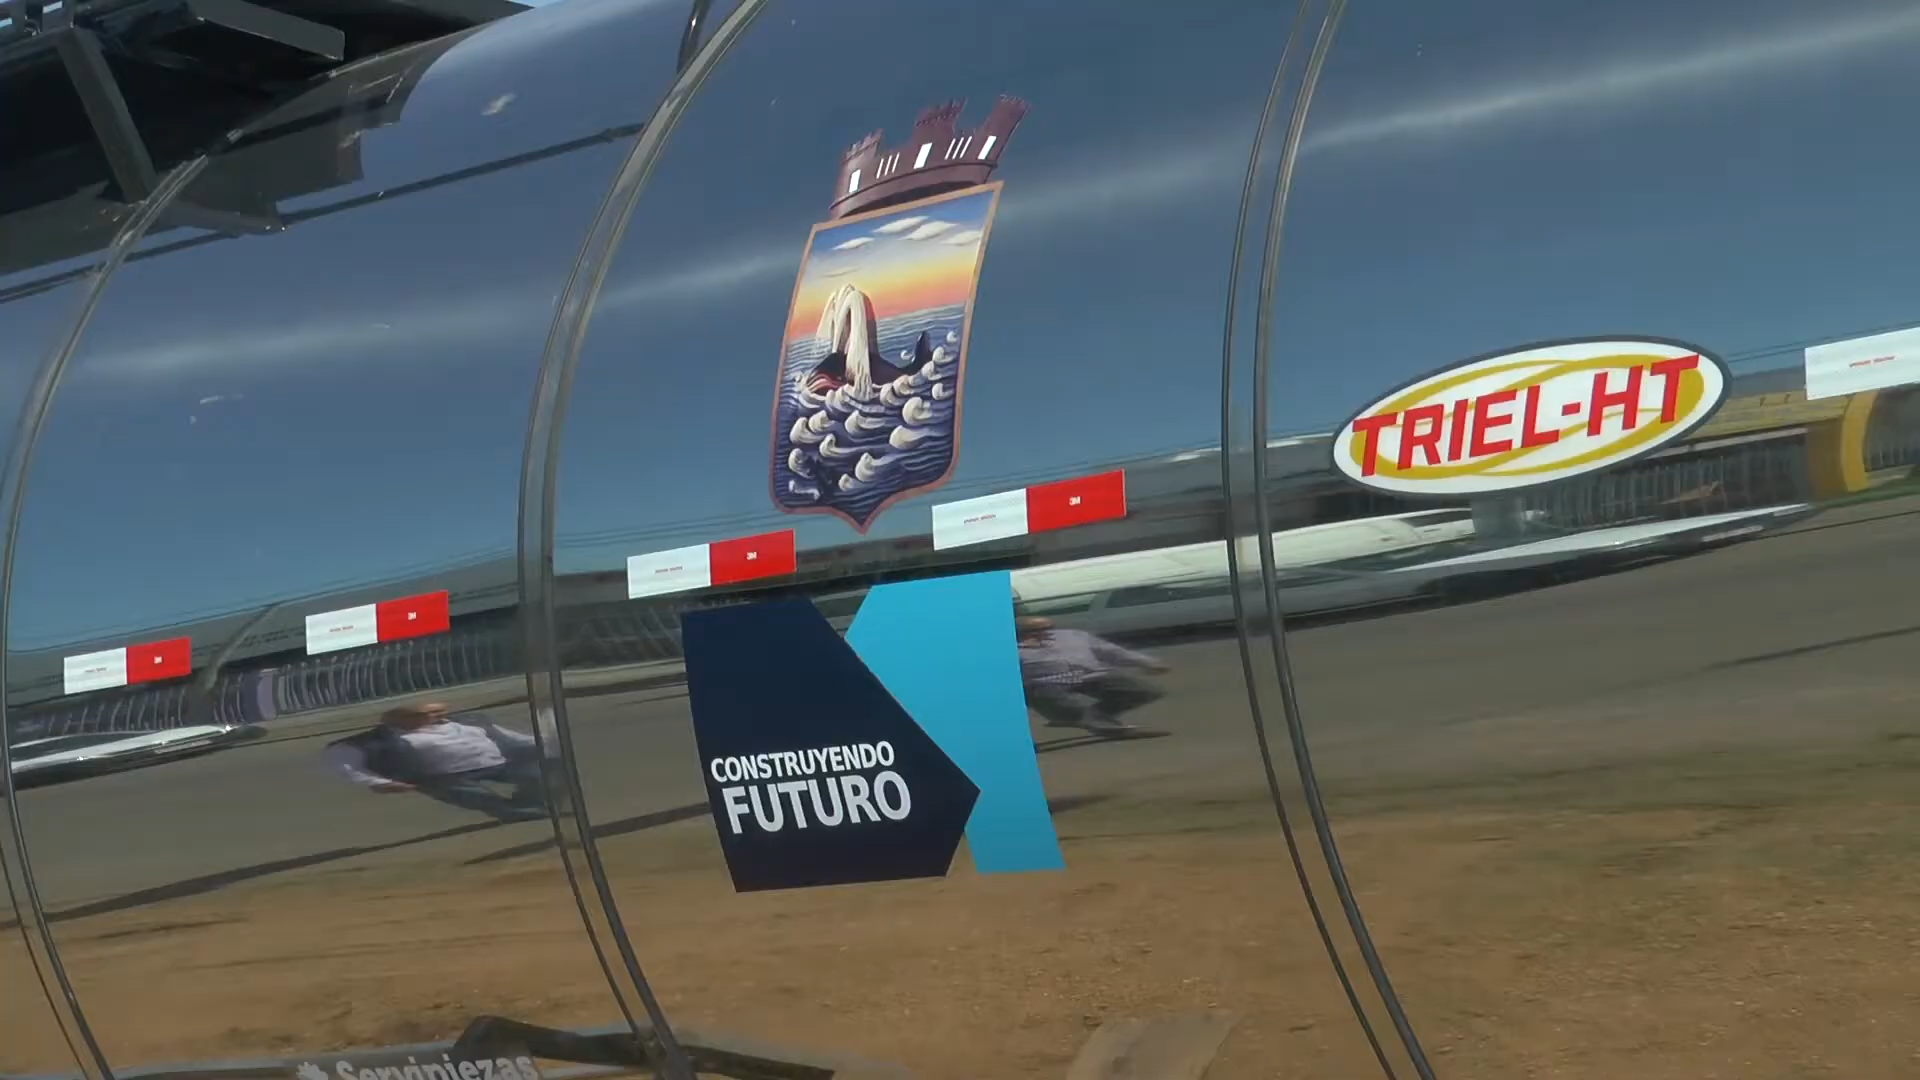 TRIEL-HT
3M
3M
3M
3M
CONSTRUYENDO
FUTURO
Servipiezas